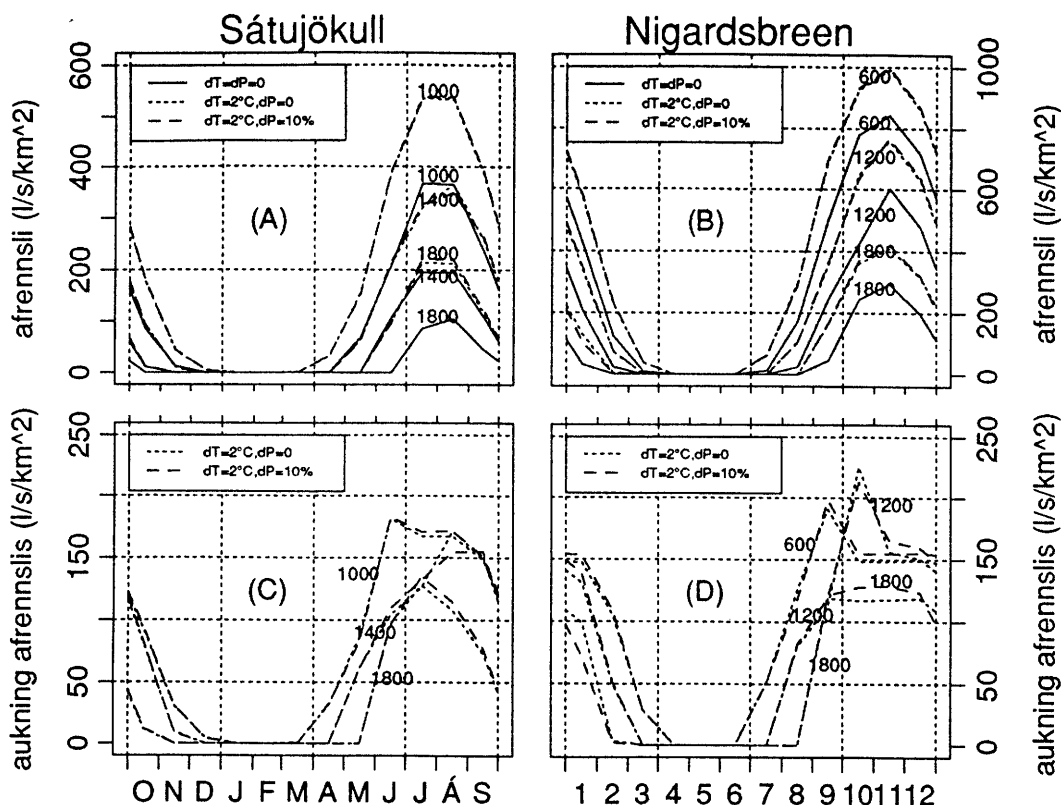 Sátujökull
Nigardsbreen
afrennsli (l/s/km^2)
600
400
200
0
dT=dP=0
dT=2°C,dP=0
dT=2°C,dP=10%
1000
1000
1400
1800
1400
1800
(A)
dT=dP=0
dT=2°C,dP=0
dT=2°C,dP=10%
600
600
1200
1200
1800
1800
(B)
1000
600
200
0
afrennsli (l/s/km^2)
aukning afrennslis (l/s/km^2)
250
150
50
0
dT=2°C,dP=0
dT=2°C,dP=10%
1000
1400
1800
(C)
O N D J F M A M J J Á S
dT=2°C,dP=0
dT=2°C,dP=10%
1200
600
1800
1200
1800
(D)
250
150
50
0
aukning afrennslis (l/s/km^2)
1 2 3 4 5 6 7 8 9 10 11 12